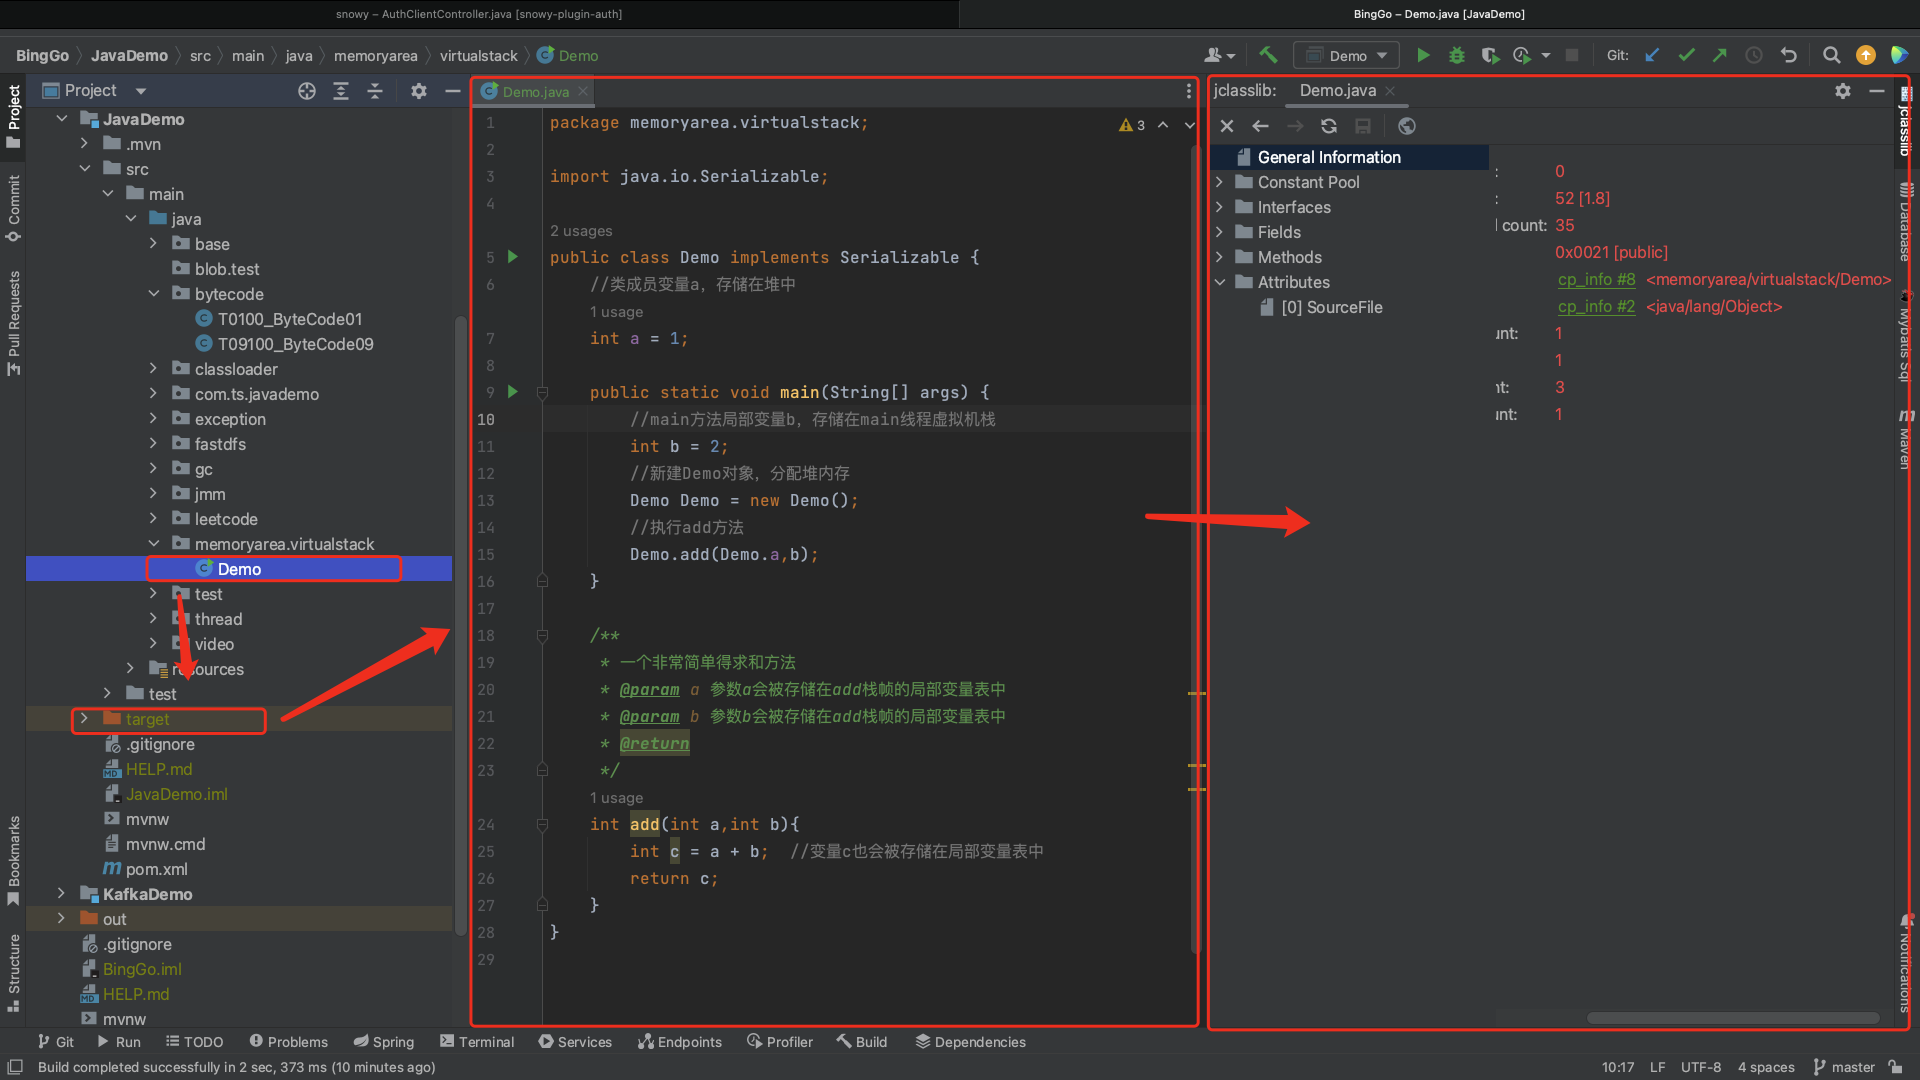 snowy – AuthClientController.java [snowy-plugin-auth]
BingGo – Demo.java [JavaDemo]
BingGo
JavaDemo
src
main
java
memoryarea
virtualstack
Demo
Demo
Git:
Project
Commit
Pull Requests
Bookmarks
Structure
Project
JavaDemo
.mvn
src
main
java
base
blob.test
bytecode
T0100_ByteCode01
T09100_ByteCode09
classloader
com.ts.javademo
exception
fastdfs
gc
jmm
leetcode
memoryarea.virtualstack
Demo
test
thread
video
resources
test
target
.gitignore
HELP.md
JavaDemo.iml
mvnw
mvnw.cmd
pom.xml
KafkaDemo
out
.gitignore
BingGo.iml
HELP.md
mvnw
Demo.java
3
1 package memoryarea.virtualstack;
2
3 import java.io.Serializable;
4
2 usages
5 public class Demo implements Serializable {
6 //类成员变量a，存储在堆中
1 usage
7 int a = 1;
8
9 public static void main(String[] args) {
10 //main方法局部变量b，存储在main线程虚拟机栈
11 int b = 2;
12 //新建Demo对象，分配堆内存
13 Demo Demo = new Demo();
14 //执行add方法
15 Demo.add(Demo.a,b);
16 }
17
18 /**
19 * 一个非常简单得求和方法
20 * @param a 参数a会被存储在add栈帧的局部变量表中
21 * @param b 参数b会被存储在add栈帧的局部变量表中
22 * @return
23 */
1 usage
24 int add(int a,int b){
25 int c = a + b; //变量c也会被存储在局部变量表中
26 return c;
27 }
28 }
29
jclasslib: Demo.java
General Information
Constant Pool
Interfaces
Fields
Methods
Attributes
[0] SourceFile
: 0
: 52 [1.8]
l count: 35
0x0021 [public]
cp_info #8 <memoryarea/virtualstack/Demo>
cp_info #2 <java/lang/Object>
unt: 1
1
nt: 3
unt: 1
jclasslib
Database
Mybatis Sql
Maven
Notifications
Git
Run
TODO
Problems
Spring
Terminal
Services
Endpoints
Profiler
Build
Dependencies
Build completed successfully in 2 sec, 373 ms (10 minutes ago)
10:17
LF
UTF-8
4 spaces
master